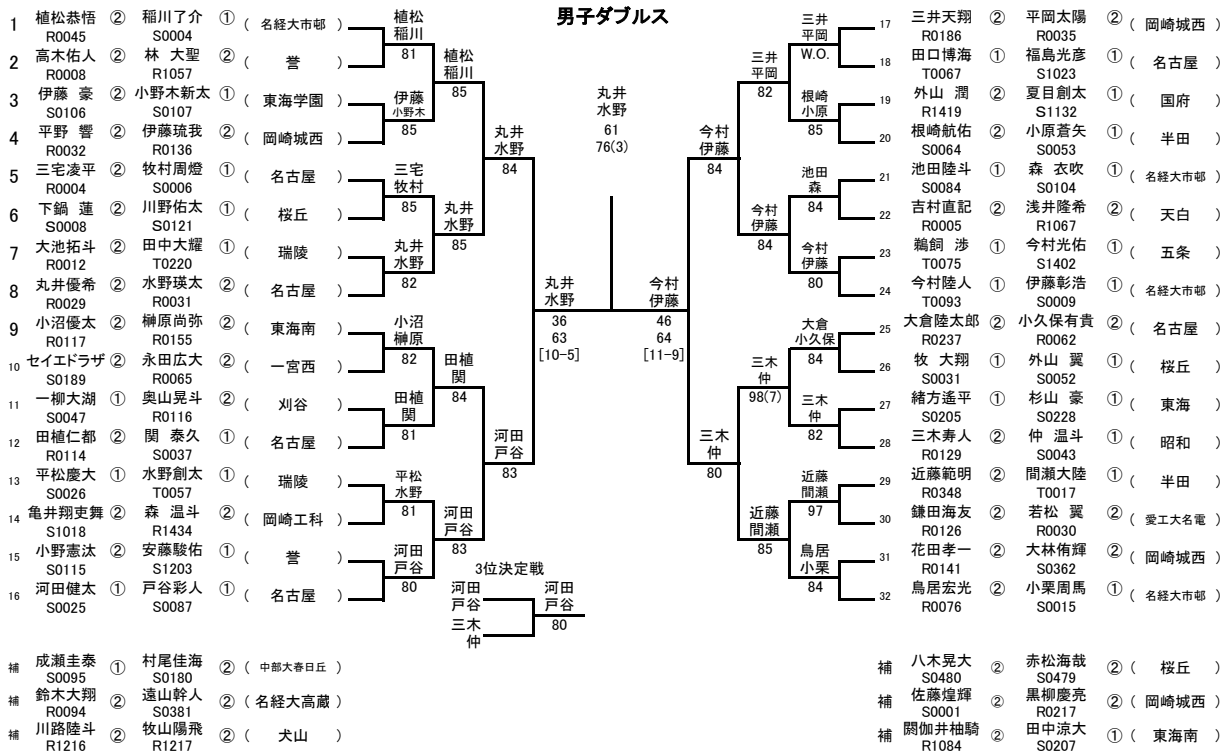 男子ダブルス
1 植松恭悟 ② 稲川了介 ① ( 名経大市邨 )
R0045 S0004
2 高木佑人 ② 林 大聖 ② ( 誉 )
R0008 R1057
3 伊藤 豪 ② 小野木新太 ① ( 東海学園 )
S0106 S0107
4 平野 響 ② 伊藤琉我 ② ( 岡崎城西 )
R0032 R0136
5 三宅凌平 ② 牧村周燈 ① ( 名古屋 )
R0004 S0006
6 下鍋 蓮 ② 川野佑太 ① ( 桜丘 )
S0008 S0121
7 大池拓斗 ② 田中大耀 ① ( 瑞陵 )
R0012 T0220
8 丸井優希 ② 水野瑛太 ② ( 名古屋 )
R0029 R0031
9 小沼優太 ② 榊原尚弥 ② ( 東海南 )
R0117 R0155
10 セイエドラザ ② 永田広大 ② ( 一宮西 )
S0189 R0065
11 一柳大湖 ① 奥山晃斗 ② ( 刈谷 )
S0047 R0116
12 田植仁都 ② 関 泰久 ① ( 名古屋 )
R0114 S0037
13 平松慶大 ① 水野創太 ① ( 瑞陵 )
S0026 T0057
14 亀井翔吏舞 ② 森 温斗 ② ( 岡崎工科 )
S1018 R1434
15 小野憲汰 ② 安藤駿佑 ① ( 誉 )
S0115 S1203
16 河田健太 ① 戸谷彩人 ① ( 名古屋 )
S0025 S0087
植松
稲川
81
伊藤
小野木
85
三宅
牧村
85
丸井
水野
82
小沼
榊原
82
田植
関
81
平松
水野
81
河田
戸谷
80
植松
稲川
85
丸井
水野
85
田植
関
84
河田
戸谷
83
丸井
水野
84
河田
戸谷
83
丸井
水野
36
63
[10-5]
丸井
水野
61
76(3)
今村
伊藤
46
64
[11-9]
今村
伊藤
84
三木
仲
80
三井
平岡
82
今村
伊藤
84
三木
仲
98(7)
近藤
間瀬
85
三井
平岡
W.O.
根崎
小原
85
池田
森
84
今村
伊藤
80
大倉
小久保
84
三木
仲
82
近藤
間瀬
97
鳥居
小栗
84
17 三井天翔 ② 平岡太陽 ② ( 岡崎城西 )
R0186 R0035
18 田口博海 ① 福島光彦 ① ( 名古屋 )
T0067 S1023
19 外山 潤 ② 夏目創太 ① ( 国府 )
R1419 S1132
20 根崎航佑 ② 小原蒼矢 ① ( 半田 )
S0064 S0053
21 池田陸斗 ① 森 衣吹 ① ( 名経大市邨 )
S0084 S0104
22 吉村直記 ② 浅井隆希 ② ( 天白 )
R0005 R1067
23 鵜飼 渉 ① 今村光佑 ① ( 五条 )
T0075 S1402
24 今村陸人 ① 伊藤彰浩 ① ( 名経大市邨 )
T0093 S0009
25 大倉陸太郎 ② 小久保有貴 ② ( 名古屋 )
R0237 R0062
26 牧 大翔 ① 外山 翼 ① ( 桜丘 )
S0031 S0052
27 緒方遙平 ① 杉山 豪 ① ( 東海 )
S0205 S0228
28 三木寿人 ② 仲 温斗 ① ( 昭和 )
R0129 S0043
29 近藤範明 ② 間瀬大陸 ① ( 半田 )
R0348 T0017
30 鎌田海友 ② 若松 翼 ② ( 愛工大名電 )
R0126 R0030
31 花田孝一 ② 大林侑輝 ② ( 岡崎城西 )
R0141 S0362
32 鳥居宏光 ② 小栗周馬 ① ( 名経大市邨 )
R0076 S0015
3位決定戦
河田
戸谷
三木
仲
河田
戸谷
80
補 成瀬圭泰 ① 村尾佳海 ② ( 中部大春日丘 )
S0095 S0180
補 鈴木大翔 ② 遠山幹人 ② ( 名経大高蔵 )
R0094 S0381
補 川路陸斗 ② 牧山陽飛 ② ( 犬山 )
R1216 R1217
補 八木晃大 ② 赤松海哉 ② ( 桜丘 )
S0480 S0479
補 佐藤煌輝 ② 黒柳慶亮 ② ( 岡崎城西 )
S0001 R0217
補 閼伽井柚騎 ② 田中涼大 ① ( 東海南 )
R1084 S0207